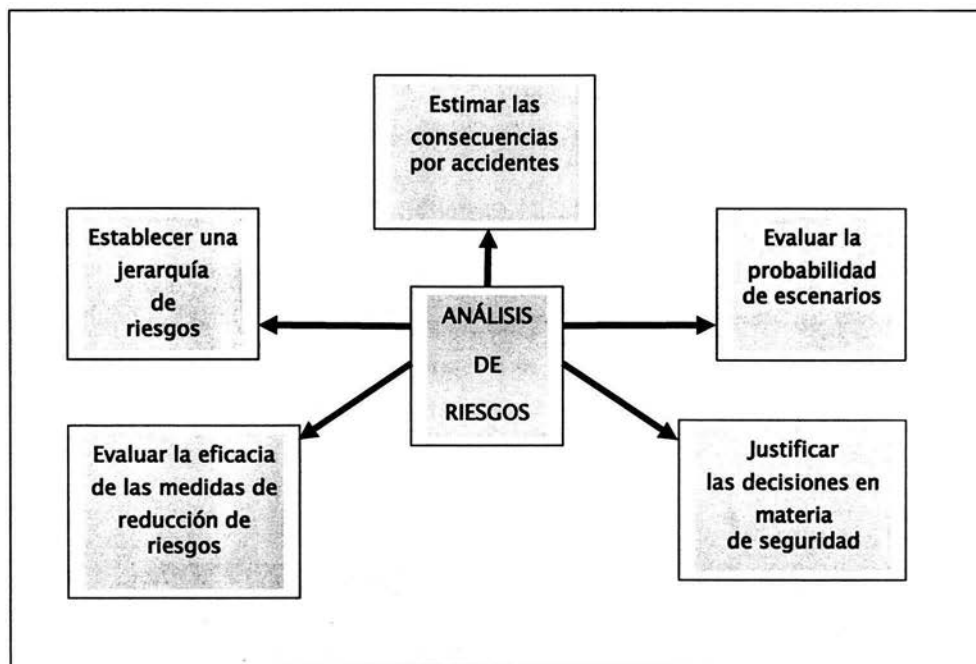 Estimar las
consecuencias
por accidentes
Establecer una
jerarquía
de
riesgos
Evaluar la
probabilidad
de escenarios
ANÁLISIS
DE
RIESGOS
Evaluar la eficacia
de las medidas de
reducción de
riesgos
Justificar
las decisiones en
materia
de seguridad